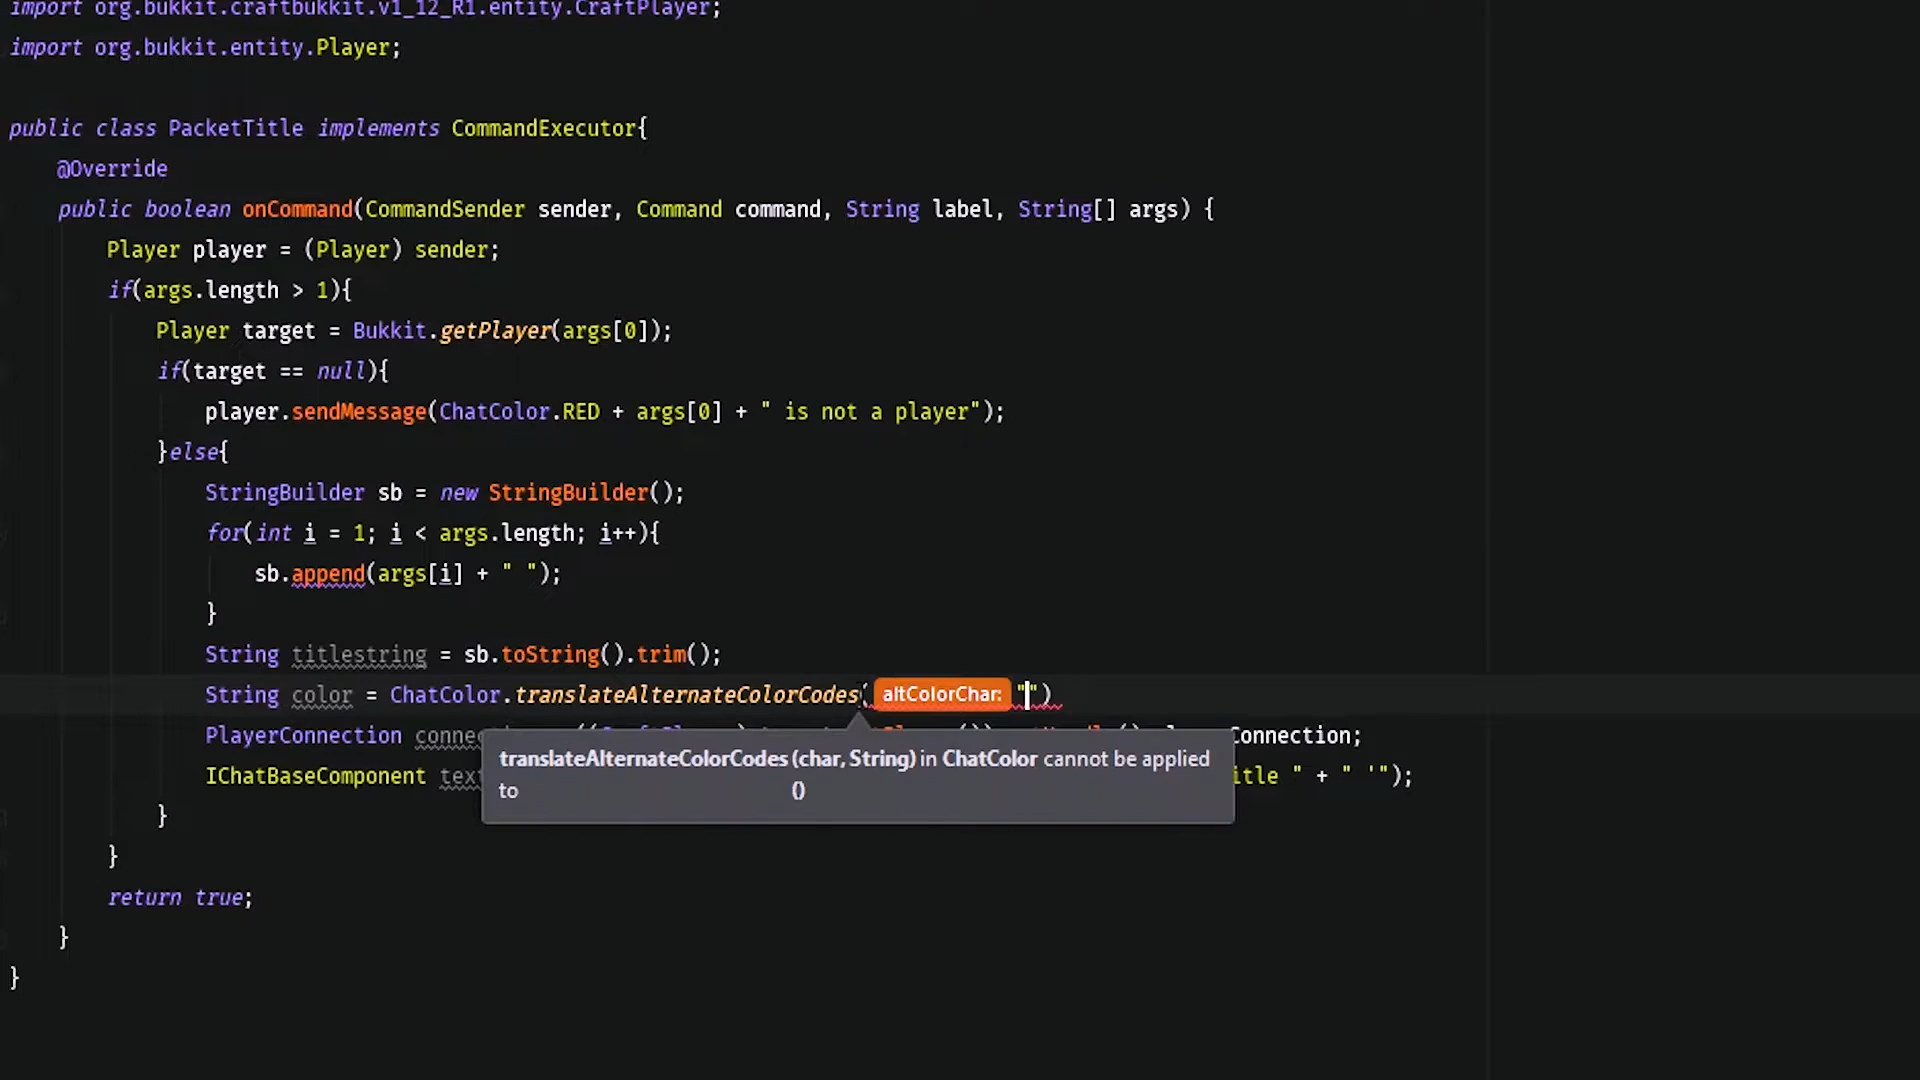 import org.bukkit.craftbukkit.v1_12_R1.entity.CraftPlayer;
import org.bukkit.entity.Player;
public class PacketTitle implements CommandExecutor{
@Override
public boolean onCommand(CommandSender sender, Command command, String label, String[] args) {
Player player = (Player) sender;
if(args.length > 1){
Player target = Bukkit.getPlayer(args[0]);
if(target == null){
player.sendMessage(ChatColor.RED + args[0] + " is not a player");
}else{
StringBuilder sb = new StringBuilder();
for(int i = 1; i < args.length; i++){
sb.append(args[i] + " ");
}
String titlestring = sb.toString().trim();
String color = ChatColor.translateAlternateColorCodes( altColorChar: "")
PlayerConnection connec Connection;
translateAlternateColorCodes (char, String) in ChatColor cannot be applied
to ()
IChatBaseComponent text itle " + " '");
}
}
return true;
}
}